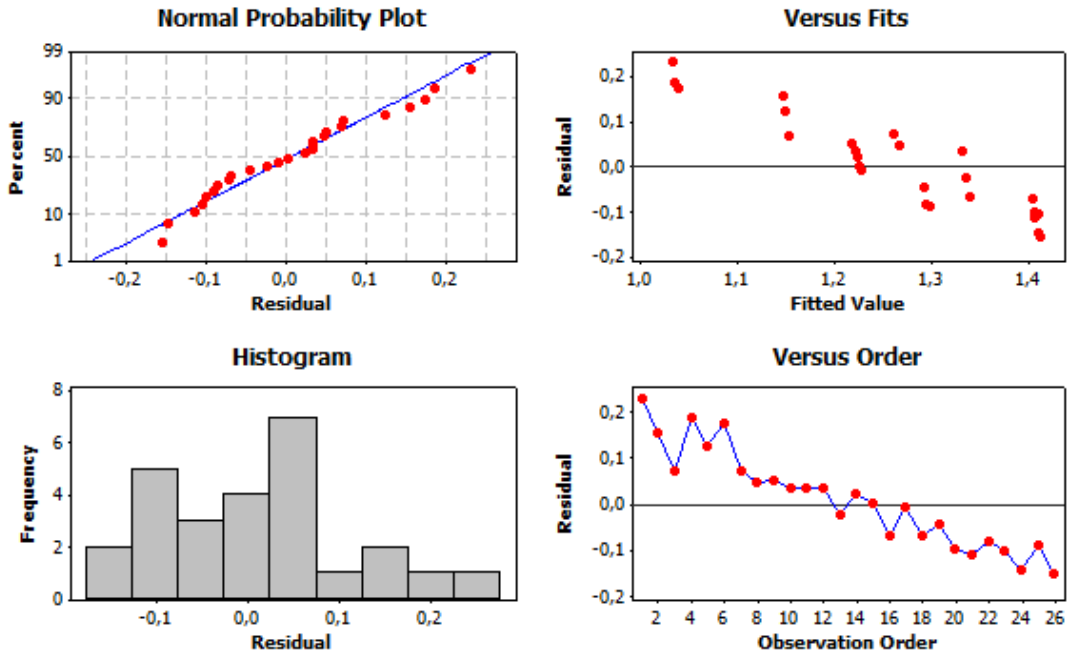 Normal Probability Plot
99
90
50
10
1
Percent
-0,2 -0,1 0,0 0,1 0,2
Residual
Versus Fits
0,2
0,1
0,0
-0,1
-0,2
Residual
1,0 1,1 1,2 1,3 1,4
Fitted Value
Histogram
8
6
4
2
0
Frequency
-0,1 0,0 0,1 0,2
Residual
Versus Order
0,2
0,1
0,0
-0,1
-0,2
Residual
2 4 6 8 10 12 14 16 18 20 22 24 26
Observation Order